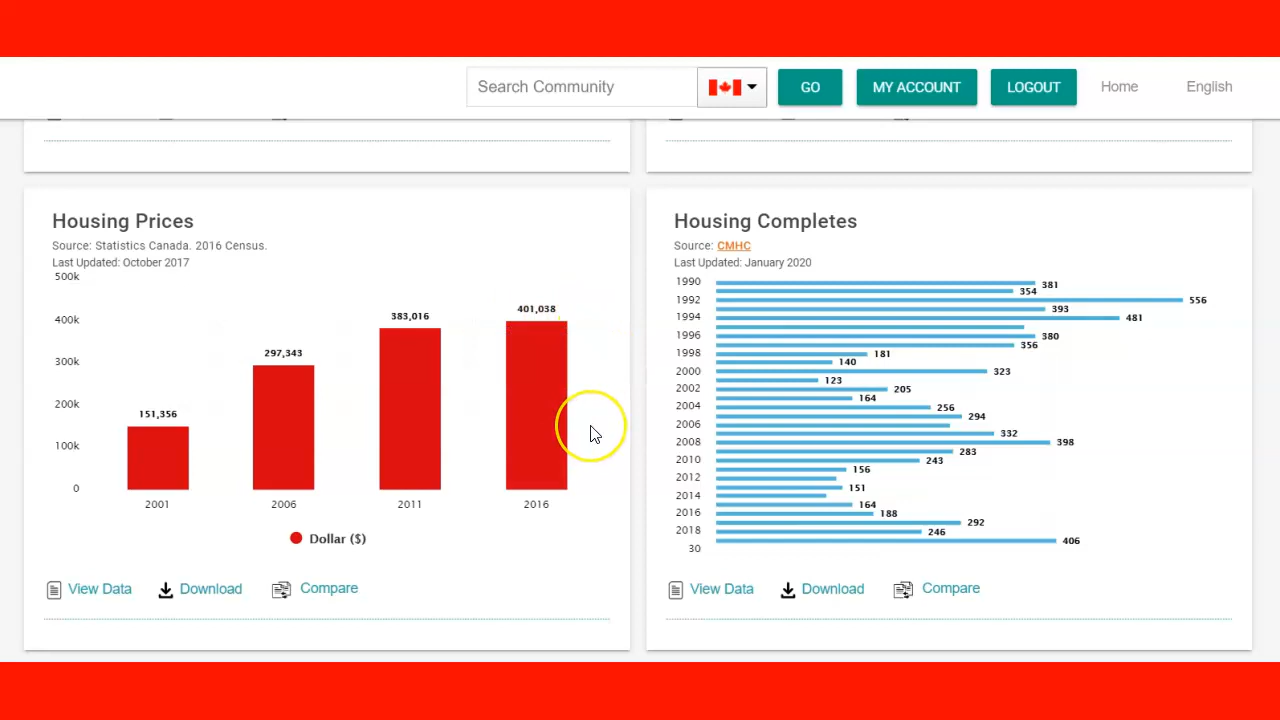 Search Community
GO
MY ACCOUNT
LOGOUT
Home
English
Housing Prices
Source: Statistics Canada. 2016 Census.
Last Updated: October 2017
500k
400k
300k
200k
100k
0
151,356
297,343
383,016
401,038
2001
2006
2011
2016
Dollar ($)
View Data
Download
Compare
Housing Completes
Source: CMHC
Last Updated: January 2020
1990
1992
1994
1996
1998
2000
2002
2004
2006
2008
2010
2012
2014
2016
2018
30
381
354
556
393
481
380
356
181
140
323
123
205
164
256
294
332
398
283
243
156
151
164
188
292
246
406
View Data
Download
Compare